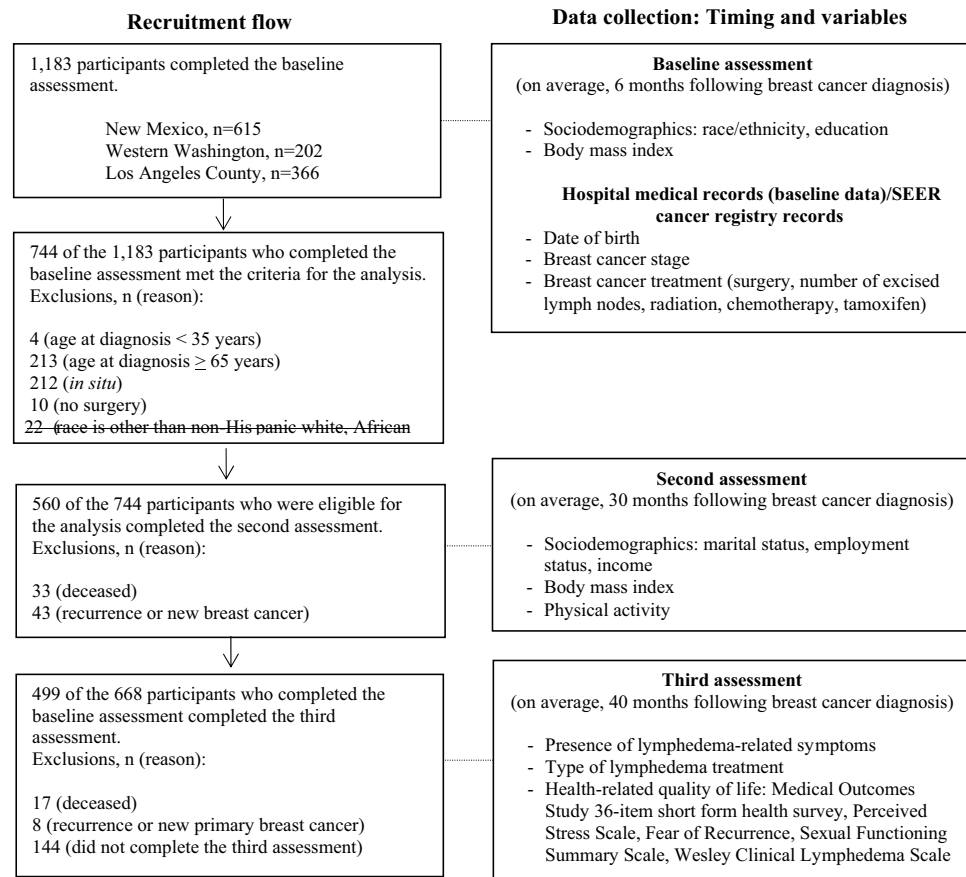 Recruitment flow
1,183 participants completed the baseline
assessment.
New Mexico, n=615
Western Washington, n=202
Los Angeles County, n=366
744 of the 1,183 participants who completed the
baseline assessment met the criteria for the analysis.
Exclusions, n (reason):
4 (age at diagnosis < 35 years)
213 (age at diagnosis ≥ 65 years)
212 (in situ)
10 (no surgery)
22 (race is other than non-His panic white, African
560 of the 744 participants who were eligible for
the analysis completed the second assessment.
Exclusions, n (reason):
33 (deceased)
43 (recurrence or new breast cancer)
499 of the 668 participants who completed the
baseline assessment completed the third
assessment.
Exclusions, n (reason):
17 (deceased)
8 (recurrence or new primary breast cancer)
144 (did not complete the third assessment)
Data collection: Timing and variables
Baseline assessment
(on average, 6 months following breast cancer diagnosis)
- Sociodemographics: race/ethnicity, education
- Body mass index
Hospital medical records (baseline data)/SEER
cancer registry records
- Date of birth
- Breast cancer stage
- Breast cancer treatment (surgery, number of excised
lymph nodes, radiation, chemotherapy, tamoxifen)
Second assessment
(on average, 30 months following breast cancer diagnosis)
- Sociodemographics: marital status, employment
status, income
- Body mass index
- Physical activity
Third assessment
(on average, 40 months following breast cancer diagnosis)
- Presence of lymphedema-related symptoms
- Type of lymphedema treatment
- Health-related quality of life: Medical Outcomes
Study 36-item short form health survey, Perceived
Stress Scale, Fear of Recurrence, Sexual Functioning
Summary Scale, Wesley Clinical Lymphedema Scale